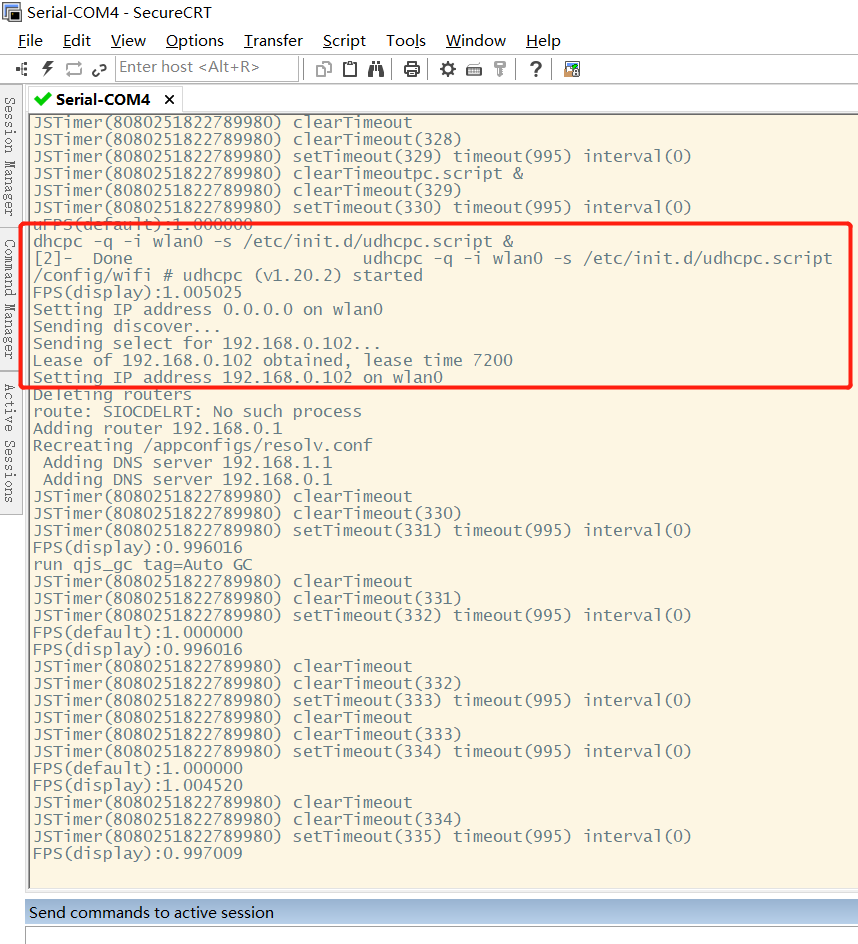 Serial-COM4 - SecureCRT
File Edit View Options Transfer Script Tools Window Help
Enter host <Alt+R>
Session Manager
Command Manager
Active Sessions
Serial-COM4
JSTimer(8080251822789980) clearTimeout
JSTimer(8080251822789980) clearTimeout(328)
JSTimer(8080251822789980) setTimeout(329) timeout(995) interval(0)
JSTimer(8080251822789980) clearTimeoutpc.script &
JSTimer(8080251822789980) clearTimeout(329)
JSTimer(8080251822789980) setTimeout(330) timeout(995) interval(0)
uFPS(default):1.000000
dhcpc -q -i wlan0 -s /etc/init.d/udhcpc.script &
[2]-  Done                       udhcpc -q -i wlan0 -s /etc/init.d/udhcpc.script
/config/wifi # udhcpc (v1.20.2) started
FPS(display):1.005025
Setting IP address 0.0.0.0 on wlan0
Sending discover...
Sending select for 192.168.0.102...
Lease of 192.168.0.102 obtained, lease time 7200
Setting IP address 192.168.0.102 on wlan0
Deleting routers
route: SIOCDELRT: No such process
Adding router 192.168.0.1
Recreating /appconfigs/resolv.conf
 Adding DNS server 192.168.1.1
 Adding DNS server 192.168.0.1
JSTimer(8080251822789980) clearTimeout
JSTimer(8080251822789980) clearTimeout(330)
JSTimer(8080251822789980) setTimeout(331) timeout(995) interval(0)
FPS(display):0.996016
run qjs_gc tag=Auto GC
JSTimer(8080251822789980) clearTimeout
JSTimer(8080251822789980) clearTimeout(331)
JSTimer(8080251822789980) setTimeout(332) timeout(995) interval(0)
FPS(default):1.000000
FPS(display):0.996016
JSTimer(8080251822789980) clearTimeout
JSTimer(8080251822789980) clearTimeout(332)
JSTimer(8080251822789980) setTimeout(333) timeout(995) interval(0)
JSTimer(8080251822789980) clearTimeout
JSTimer(8080251822789980) clearTimeout(333)
JSTimer(8080251822789980) setTimeout(334) timeout(995) interval(0)
FPS(default):1.000000
FPS(display):1.004520
JSTimer(8080251822789980) clearTimeout
JSTimer(8080251822789980) clearTimeout(334)
JSTimer(8080251822789980) setTimeout(335) timeout(995) interval(0)
FPS(display):0.997009
Send commands to active session